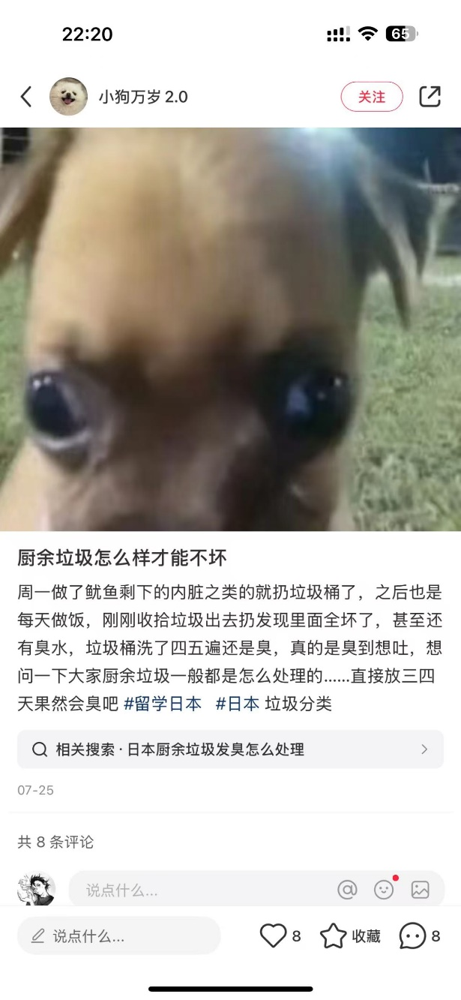 22:20
65
小狗万岁2.0
关注
厨余垃圾怎么样才能不坏
周一做了鱿鱼剩下的内脏之类的就扔垃圾桶了，之后也是
每天做饭，刚刚收拾垃圾出去扔发现里面全坏了，甚至还
有臭水，垃圾桶洗了四五遍还是臭，真的是臭到想吐，想
问一下大家厨余垃圾一般都是怎么处理的......直接放三四
天果然会臭吧 #留学日本 #日本 垃圾分类
相关搜索·日本厨余垃圾发臭怎么处理
07-25
共 8 条评论
说点什么...
说点什么... 8 收藏 8